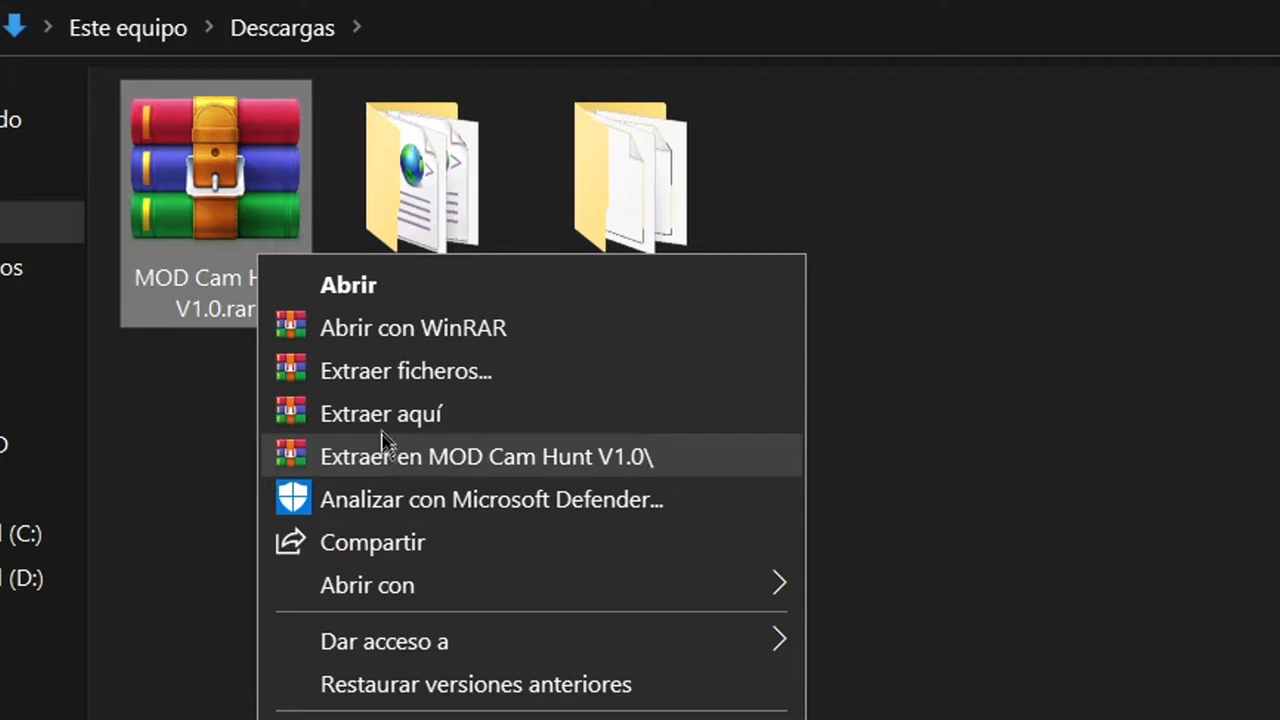 Este equipo > Descargas >
do
os
MOD Cam H
V1.0.rar
Abrir
Abrir con WinRAR
Extraer ficheros...
Extraer aquí
Extraer en MOD Cam Hunt V1.0\
Analizar con Microsoft Defender...
Compartir
Abrir con
(C:)
(D:)
Dar acceso a
Restaurar versiones anteriores